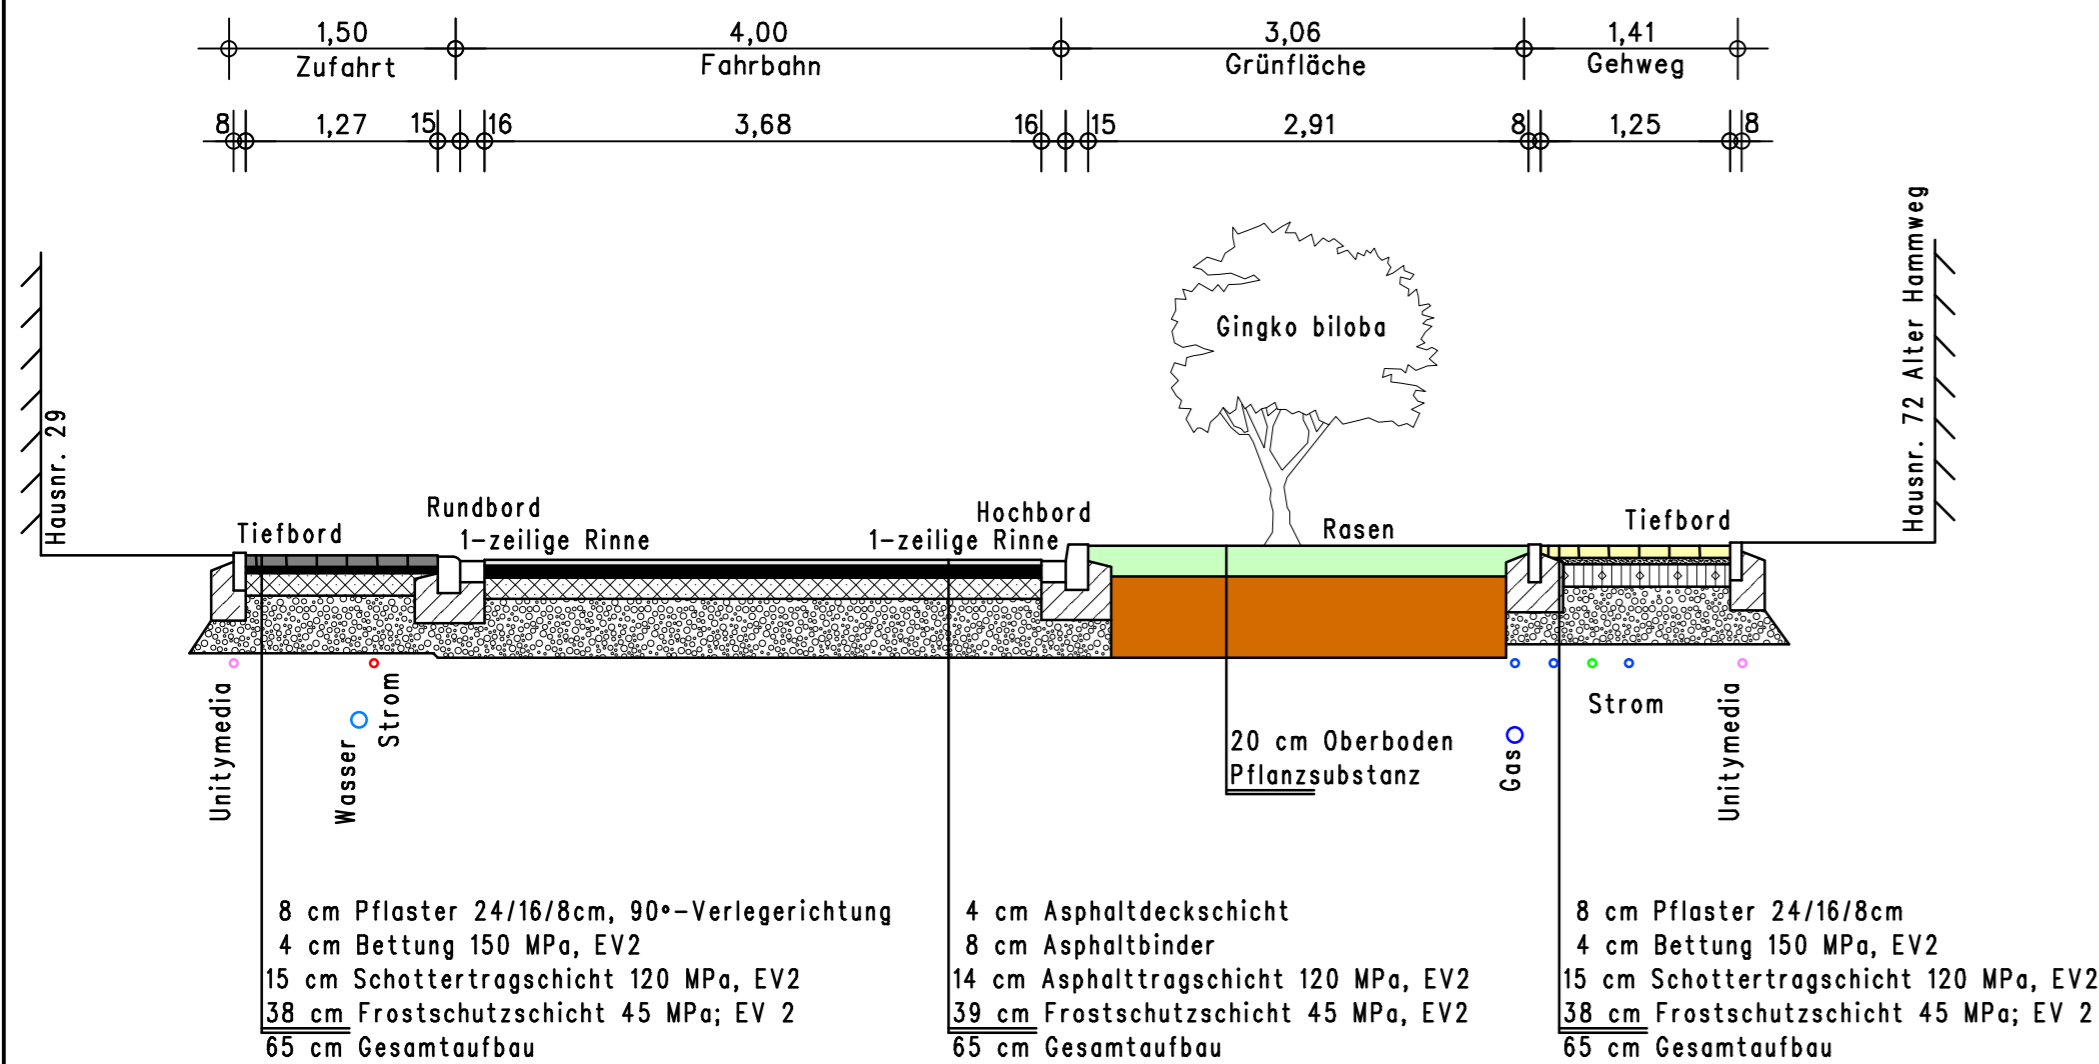 1,50
4,00
3,06
1,41
Zufahrt
Fahrbahn
Grünfläche
Gehweg
8
1,27
15
16
3,68
16
15
2,91
8
1,25
8
Hausnr. 29
Hausnr. 72 Alter Hammweg
Gingko biloba
Tiefbord
Rundbord
1-zeilige Rinne
Hochbord
1-zeilige Rinne
Rasen
Tiefbord
Unitymedia
Wasser
Strom
20 cm Oberboden
Pflanzsubstanz
Gas
Strom
Unitymedia
8 cm Pflaster 24/16/8cm, 90°-Verlegerichtung
4 cm Bettung 150 MPa, EV2
15 cm Schottertragschicht 120 MPa, EV2
38 cm Frostschutzschicht 45 MPa; EV 2
65 cm Gesamtaufbau
4 cm Asphaltdeckschicht
8 cm Asphaltbinder
14 cm Asphalttragschicht 120 MPa, EV2
39 cm Frostschutzschicht 45 MPa, EV2
65 cm Gesamtaufbau
8 cm Pflaster 24/16/8cm
4 cm Bettung 150 MPa, EV2
15 cm Schottertragschicht 120 MPa, EV2
38 cm Frostschutzschicht 45 MPa; EV 2
65 cm Gesamtaufbau